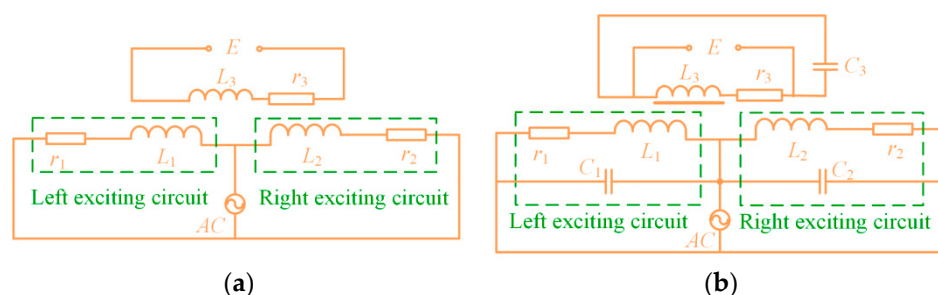 E
L3 r3
r1 L1 L2 r2
Left exciting circuit Right exciting circuit
AC
(a)
E C3
L3 r3
r1 L1 L2 r2
C1 C2
Left exciting circuit Right exciting circuit
AC
(b)